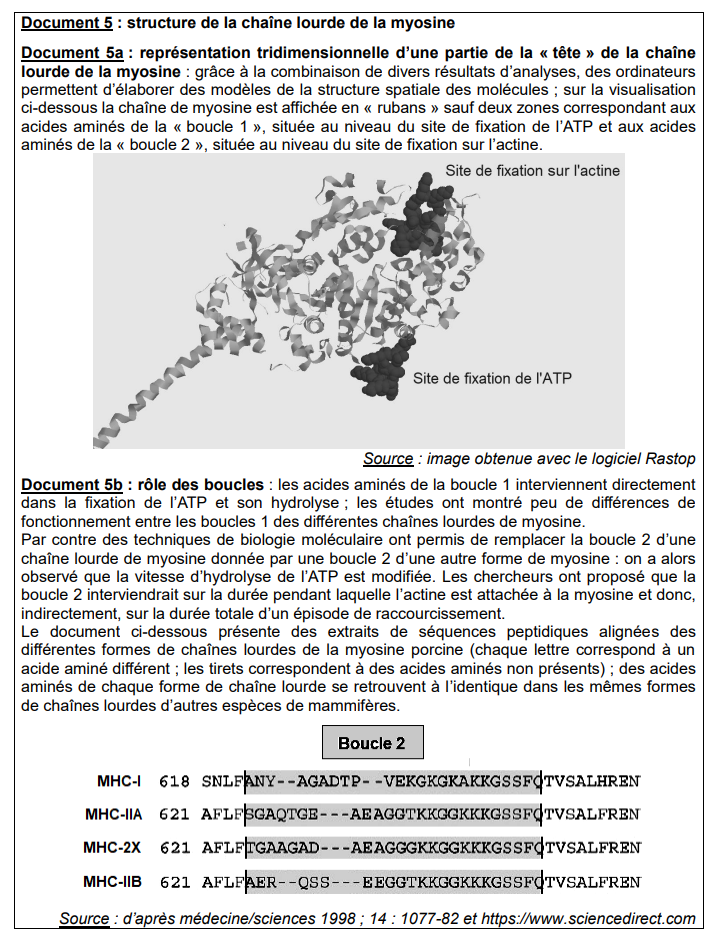 Document 5 : structure de la chaîne lourde de la myosine
Document 5a : représentation tridimensionnelle d'une partie de la « tête » de la chaîne
lourde de la myosine : grâce à la combinaison de divers résultats d'analyses, des ordinateurs
permettent d'élaborer des modèles de la structure spatiale des molécules ; sur la visualisation
ci-dessous la chaîne de myosine est affichée en « rubans » sauf deux zones correspondant aux
acides aminés de la « boucle 1 », située au niveau du site de fixation de l'ATP et aux acides
aminés de la « boucle 2 », située au niveau du site de fixation sur l'actine.
Site de fixation sur l'actine
Site de fixation de l'ATP
Source : image obtenue avec le logiciel Rastop
Document 5b : rôle des boucles : les acides aminés de la boucle 1 interviennent directement
dans la fixation de l'ATP et son hydrolyse ; les études ont montré peu de différences de
fonctionnement entre les boucles 1 des différentes chaînes lourdes de myosine.
Par contre des techniques de biologie moléculaire ont permis de remplacer la boucle 2 d'une
chaîne lourde de myosine donnée par une boucle 2 d'une autre forme de myosine : on a alors
observé que la vitesse d'hydrolyse de l'ATP est modifiée. Les chercheurs ont proposé que la
boucle 2 interviendrait sur la durée pendant laquelle l'actine est attachée à la myosine et donc,
indirectement, sur la durée totale d'un épisode de raccourcissement.
Le document ci-dessous présente des extraits de séquences peptidiques alignées des
différentes formes de chaînes lourdes de la myosine porcine (chaque lettre correspond à un
acide aminé différent ; les tirets correspondent à des acides aminés non présents) ; des acides
aminés de chaque forme de chaîne lourde se retrouvent à l'identique dans les mêmes formes
de chaînes lourdes d'autres espèces de mammifères.
Boucle 2
MHC-I 618 SNLFANY--AGADTP--VEKGKGKAKKGSSFQTVSALHREN
MHC-IIA 621 AFLFSGAQTGE---AEAGGTKKGGKKKGSSFQTVSALFREN
MHC-2X 621 AFLFTGAAGAD---AEAGGGKKGGKKKGSSFQTVSALFREN
MHC-IIB 621 AFLFAER--QSS---EEGGTKKGGKKKGSSFQTVSALFREN
Source : d'après médecine/sciences 1998 ; 14 : 1077-82 et https://www.sciencedirect.com